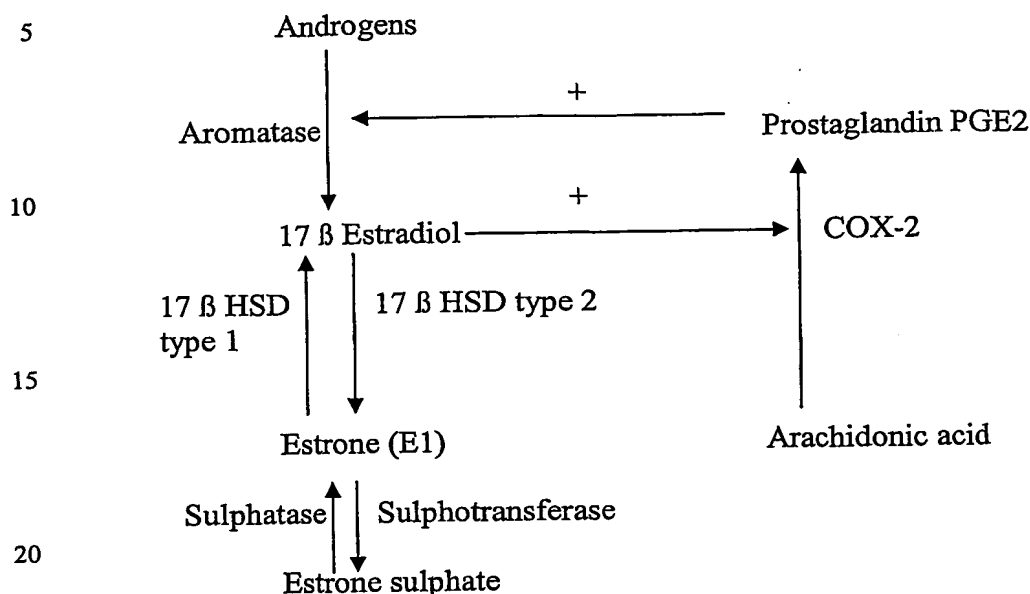 5
Androgens
+
Aromatase
Prostaglandin PGE2
10
+
17 ß Estradiol
COX-2
17 ß HSD
type 1
17 ß HSD type 2
15
Estrone (E1)
Arachidonic acid
Sulphatase
Sulphotransferase
20
Estrone sulphate